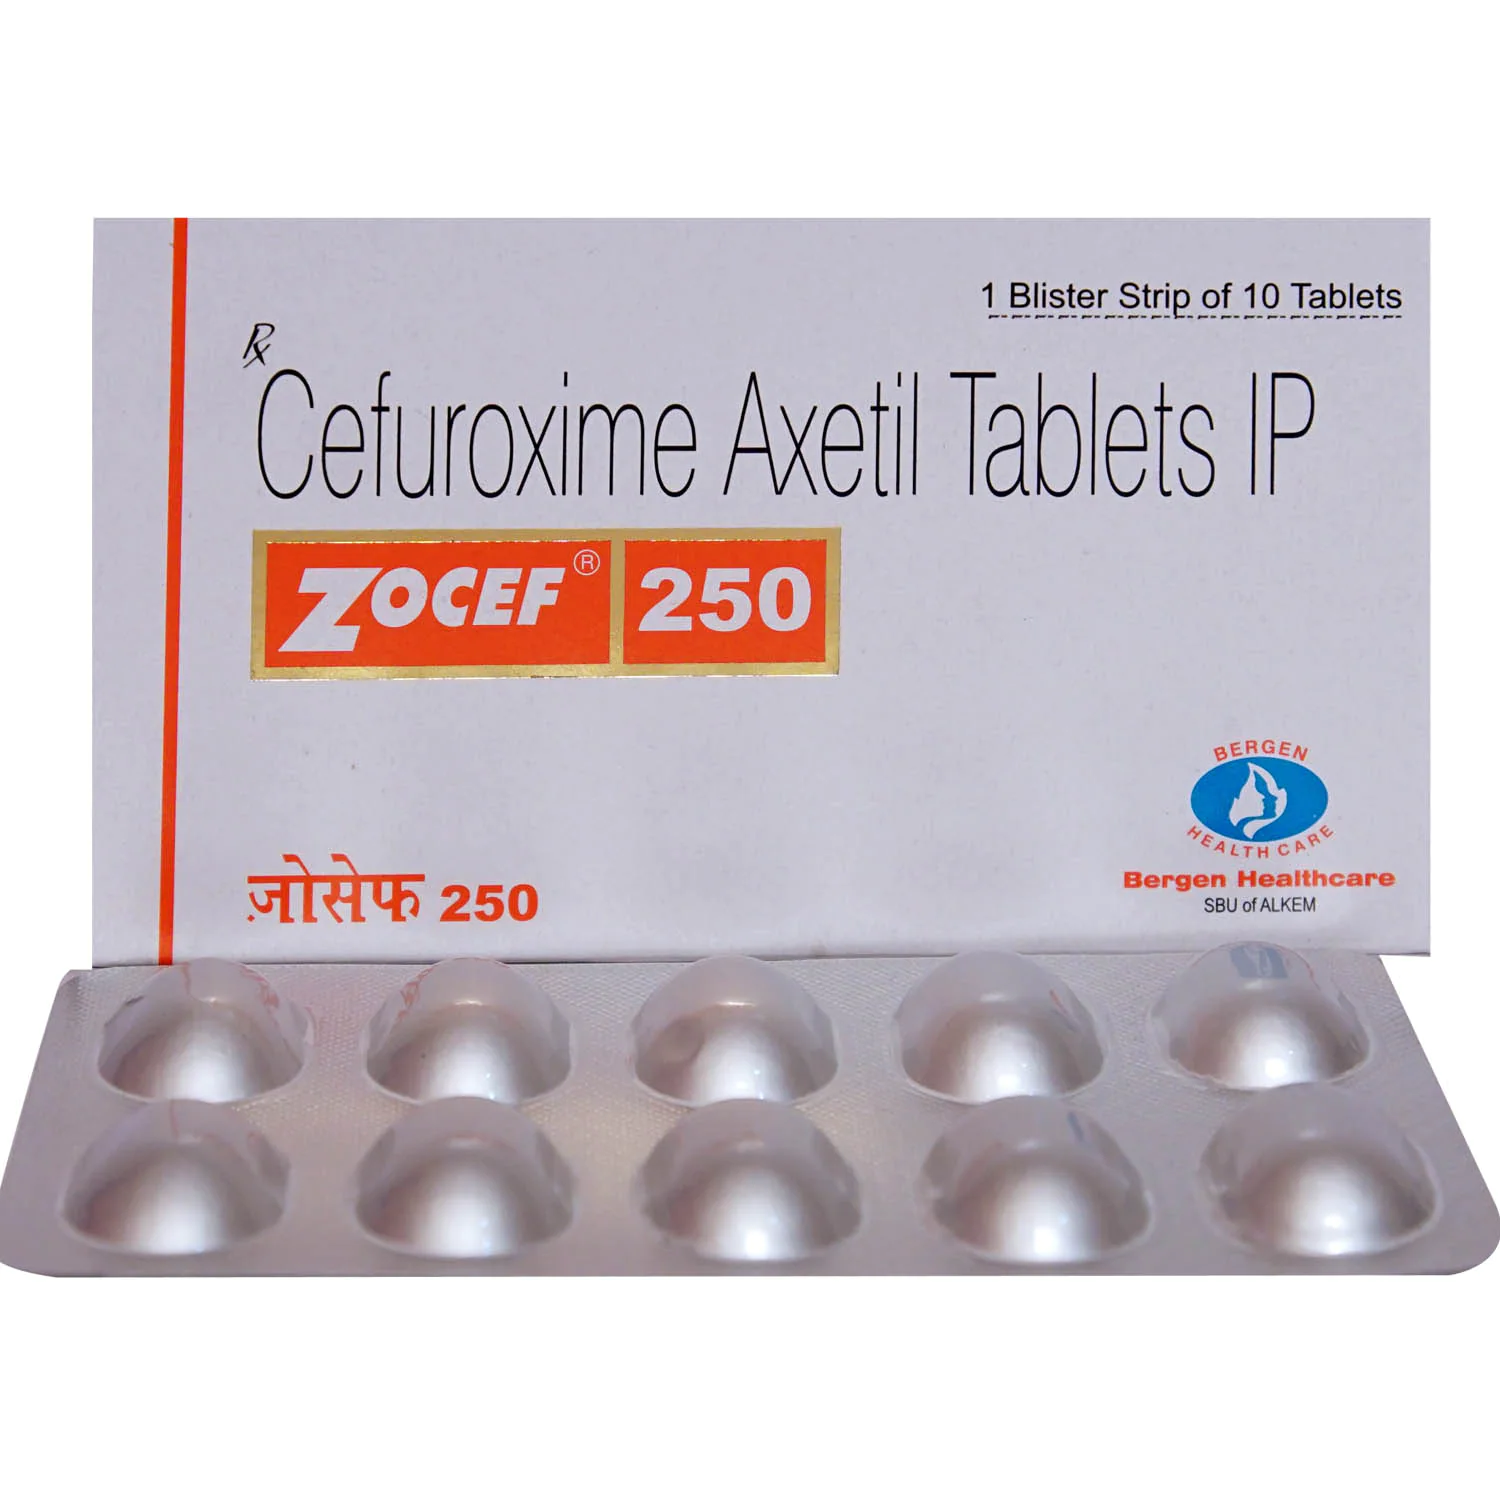 1 Blister Strip of 10 Tablets
Rx
Cefuroxime Axetil Tablets IP
ZOCEF® 250
BERGEN
HEALTH CARE
Bergen Healthcare
SBU of ALKEM
ज़ोसेफ 250